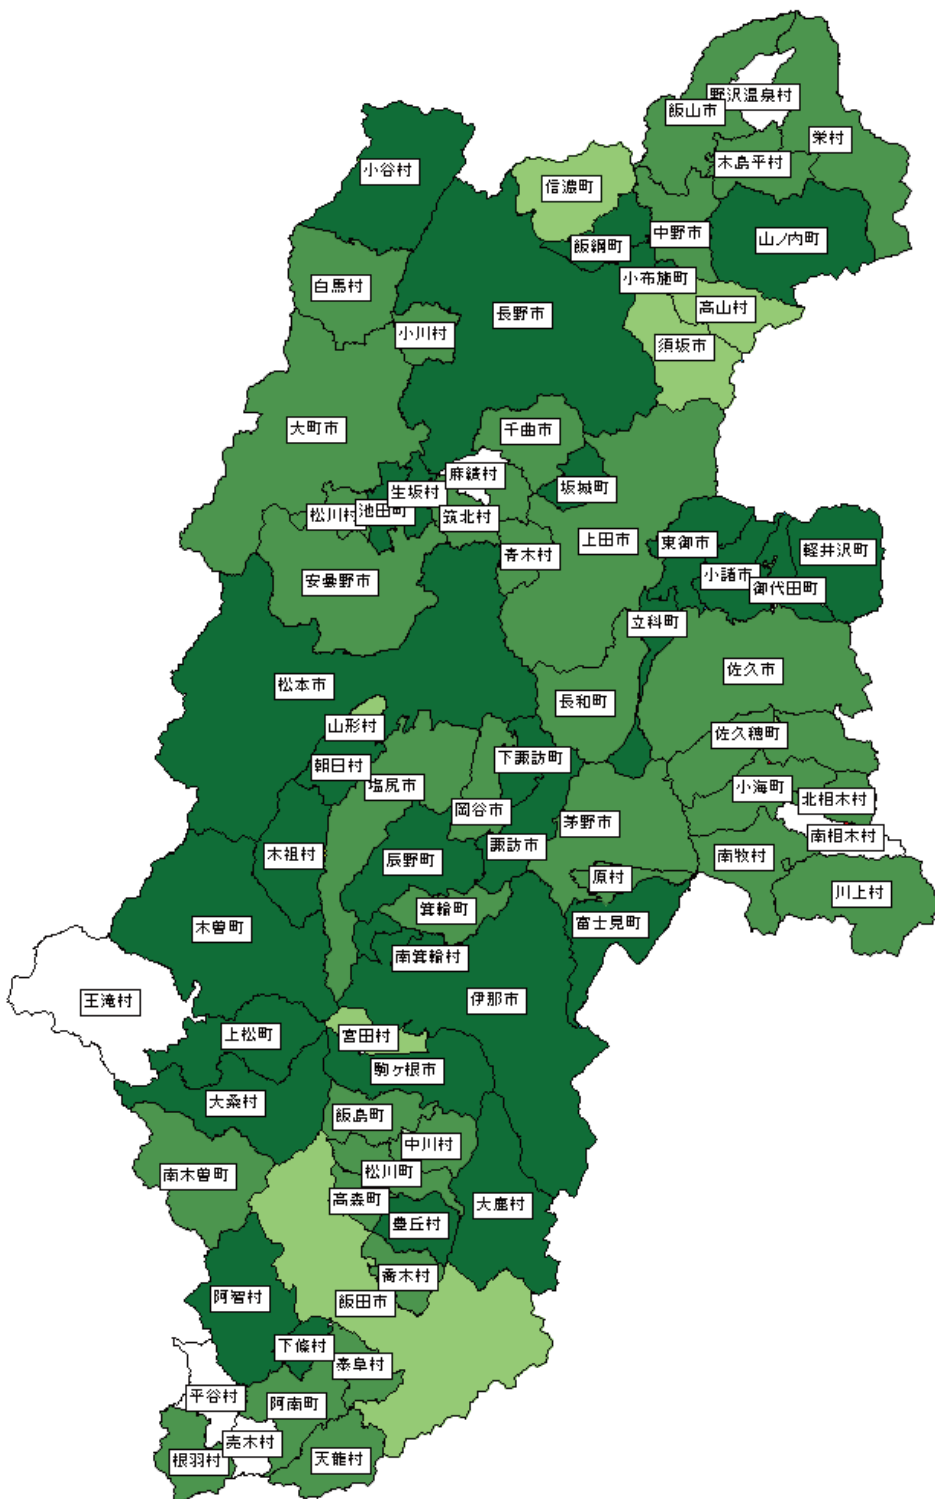 野沢温泉村
飯山市
栄村
木島平村
小谷村
信濃町
中野市
山ノ内町
飯綱町
小布施町
白馬村
高山村
長野市
小川村
須坂市
大町市
千曲市
麻績村
坂城町
生坂村
松川村
池田町
筑北村
上田市
東御市
軽井沢町
青木村
小諸市
御代田町
安曇野市
立科町
佐久市
松本市
長和町
山形村
佐久穂町
下諏訪町
朝日村
塩尻市
小海町
北相木村
岡谷市
茅野市
南相木村
木祖村
諏訪市
南牧村
辰野町
原村
川上村
箕輪町
木曽町
富士見町
南箕輪村
王滝村
伊那市
上松町
宮田村
駒ヶ根市
大桑村
飯島町
中川村
南木曽町
松川町
高森町
大鹿村
豊丘村
喬木村
阿智村
飯田市
下條村
泰阜村
平谷村
阿南町
売木村
根羽村
天龍村